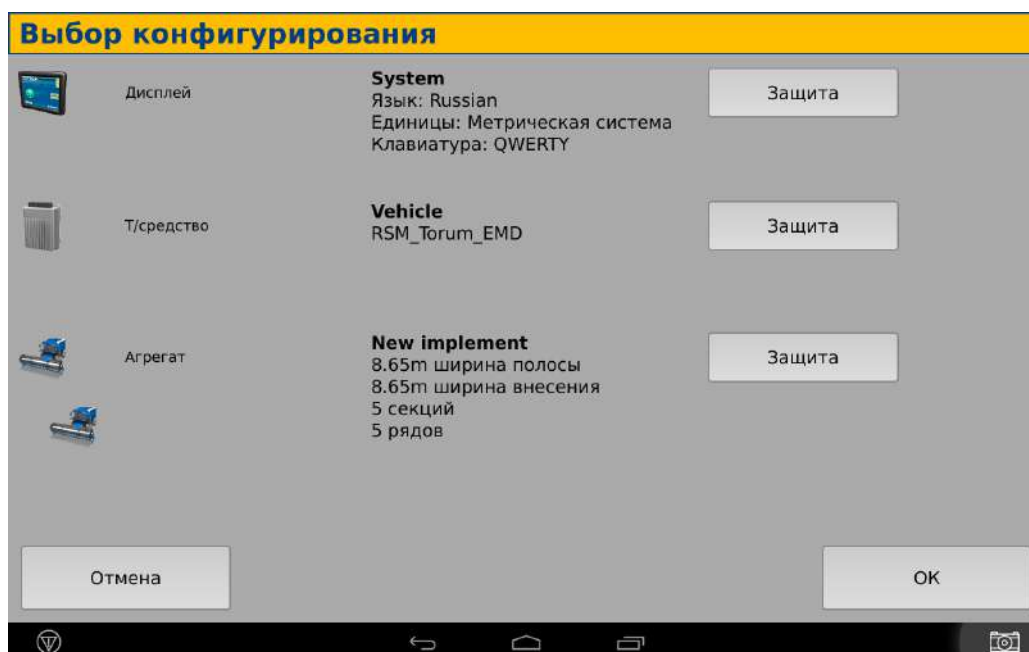 Выбор конфигурирования
Дисплей
System
Язык: Russian
Единицы: Метрическая система
Клавиатура: QWERTY
Защита
Т/средство
Vehicle
RSM_Torum_EMD
Защита
Агрегат
New implement
8.65m ширина полосы
8.65m ширина внесения
5 секций
5 рядов
Защита
Отмена
ОК